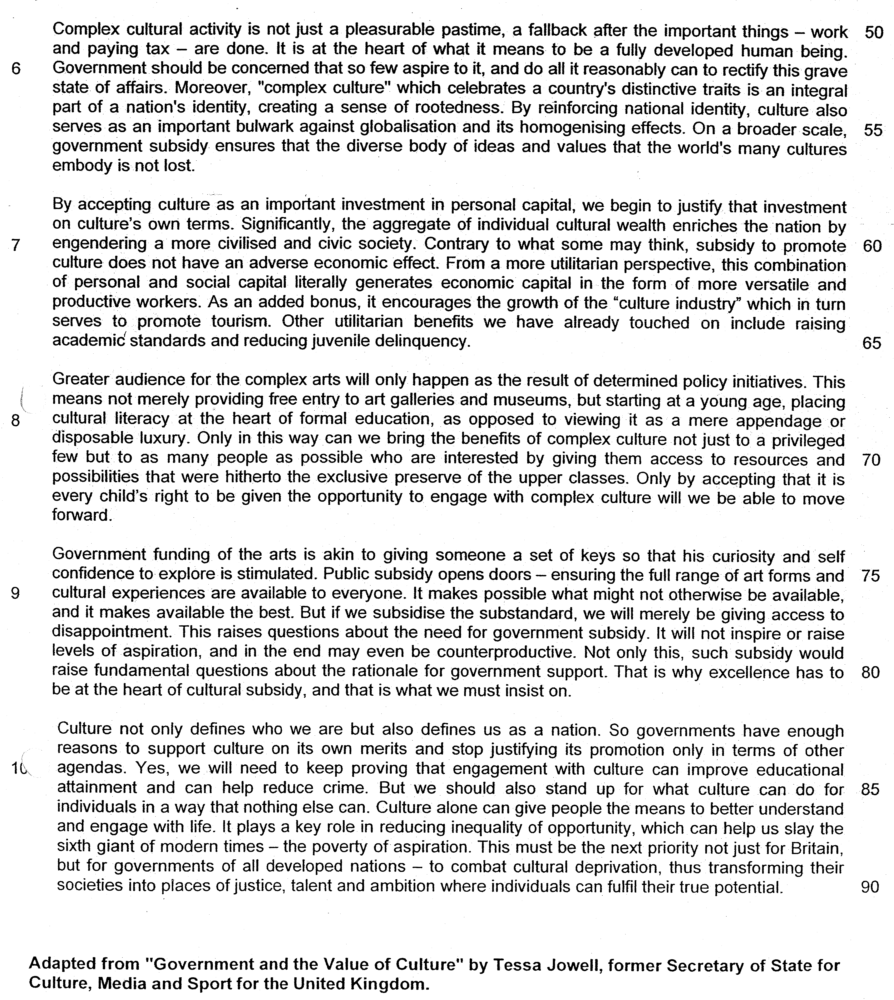 Complex cultural activity is not just a pleasurable pastime, a fallback after the important things – work 50
and paying tax – are done. It is at the heart of what it means to be a fully developed human being.
6 Government should be concerned that so few aspire to it, and do all it reasonably can to rectify this grave
state of affairs. Moreover, "complex culture" which celebrates a country's distinctive traits is an integral
part of a nation's identity, creating a sense of rootedness. By reinforcing national identity, culture also
serves as an important bulwark against globalisation and its homogenising effects. On a broader scale, 55
government subsidy ensures that the diverse body of ideas and values that the world's many cultures
embody is not lost.
By accepting culture as an important investment in personal capital, we begin to justify that investment
on culture's own terms. Significantly, the aggregate of individual cultural wealth enriches the nation by
7 engendering a more civilised and civic society. Contrary to what some may think, subsidy to promote 60
culture does not have an adverse economic effect. From a more utilitarian perspective, this combination
of personal and social capital literally generates economic capital in the form of more versatile and
productive workers. As an added bonus, it encourages the growth of the “culture industry” which in turn
serves to promote tourism. Other utilitarian benefits we have already touched on include raising
academic standards and reducing juvenile delinquency. 65
Greater audience for the complex arts will only happen as the result of determined policy initiatives. This
means not merely providing free entry to art galleries and museums, but starting at a young age, placing
8 cultural literacy at the heart of formal education, as opposed to viewing it as a mere appendage or
disposable luxury. Only in this way can we bring the benefits of complex culture not just to a privileged
few but to as many people as possible who are interested by giving them access to resources and 70
possibilities that were hitherto the exclusive preserve of the upper classes. Only by accepting that it is
every child's right to be given the opportunity to engage with complex culture will we be able to move
forward.
Government funding of the arts is akin to giving someone a set of keys so that his curiosity and self
confidence to explore is stimulated. Public subsidy opens doors – ensuring the full range of art forms and 75
9 cultural experiences are available to everyone. It makes possible what might not otherwise be available,
and it makes available the best. But if we subsidise the substandard, we will merely be giving access to
disappointment. This raises questions about the need for government subsidy. It will not inspire or raise
levels of aspiration, and in the end may even be counterproductive. Not only this, such subsidy would
raise fundamental questions about the rationale for government support. That is why excellence has to 80
be at the heart of cultural subsidy, and that is what we must insist on.
Culture not only defines who we are but also defines us as a nation. So governments have enough
reasons to support culture on its own merits and stop justifying its promotion only in terms of other
10 agendas. Yes, we will need to keep proving that engagement with culture can improve educational
attainment and can help reduce crime. But we should also stand up for what culture can do for 85
individuals in a way that nothing else can. Culture alone can give people the means to better understand
and engage with life. It plays a key role in reducing inequality of opportunity, which can help us slay the
sixth giant of modern times – the poverty of aspiration. This must be the next priority not just for Britain,
but for governments of all developed nations – to combat cultural deprivation, thus transforming their
societies into places of justice, talent and ambition where individuals can fulfil their true potential. 90
Adapted from "Government and the Value of Culture" by Tessa Jowell, former Secretary of State for
Culture, Media and Sport for the United Kingdom.